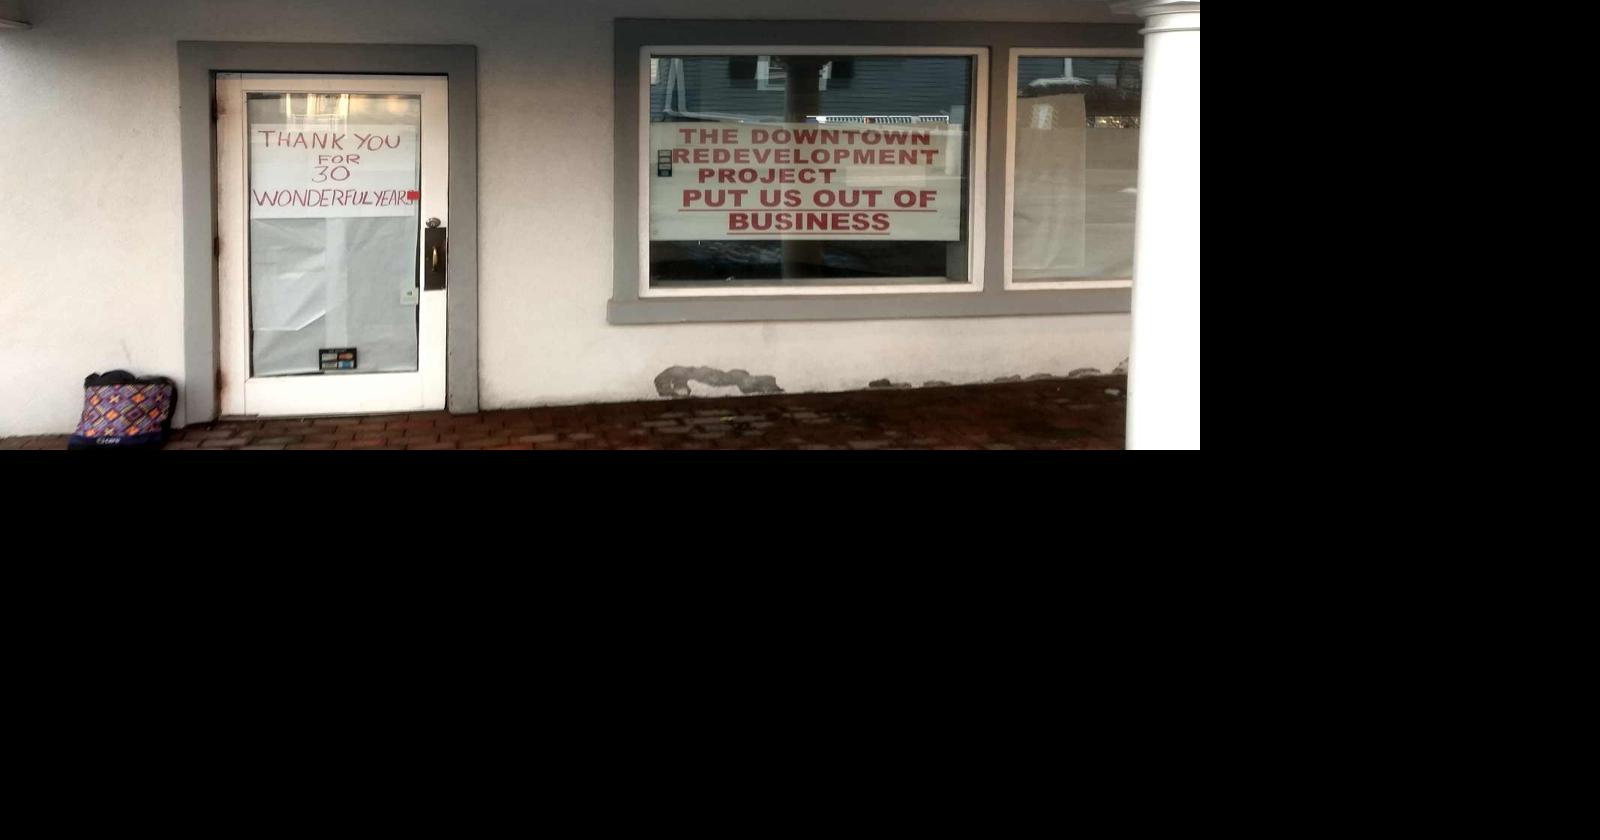 THANK YOU
FOR
30
WONDERFUL YEARS
THE DOWNTOWN
REDEVELOPMENT
PROJECT
PUT US OUT OF
BUSINESS